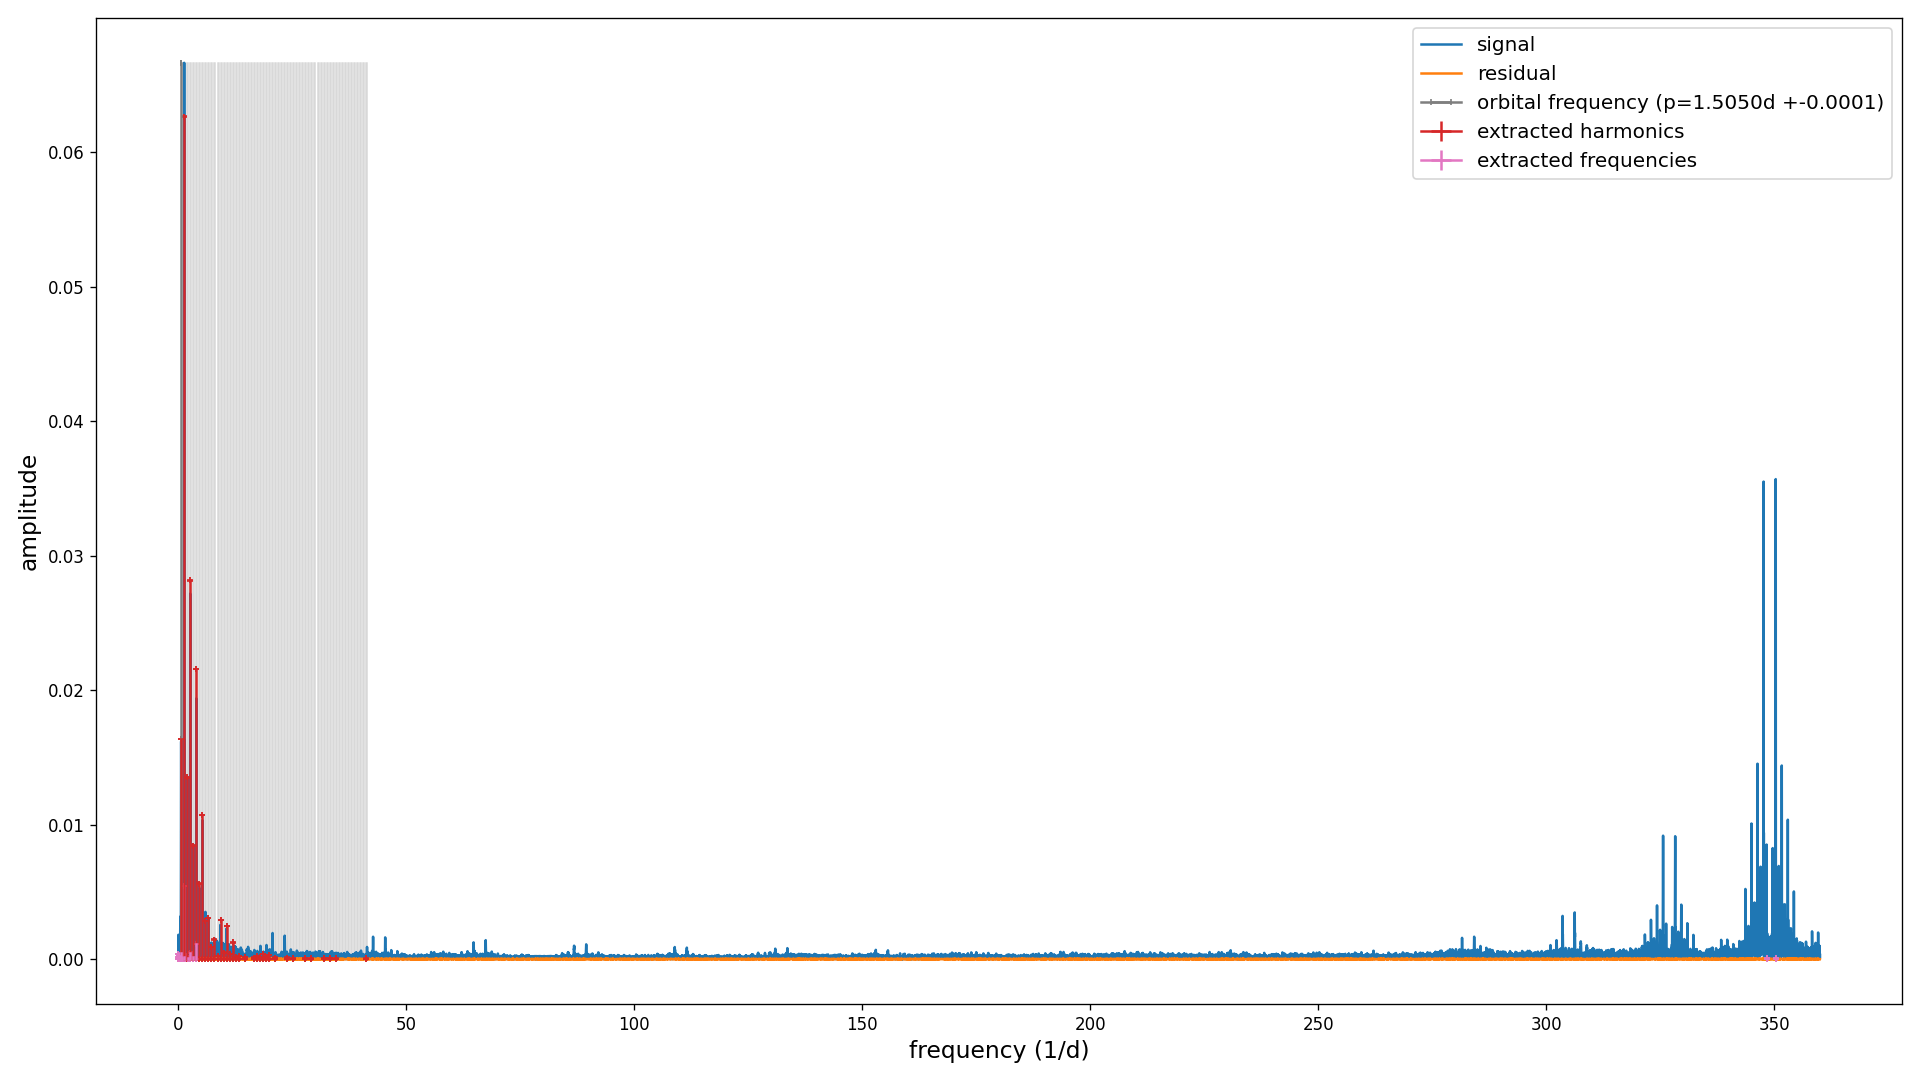 signal
residual
orbital frequency (p=1.5050d +-0.0001)
extracted harmonics
extracted frequencies
0.06
0.05
0.04
0.03
0.02
0.01
0.00
amplitude
0 50 100 150 200 250 300 350
frequency (1/d)